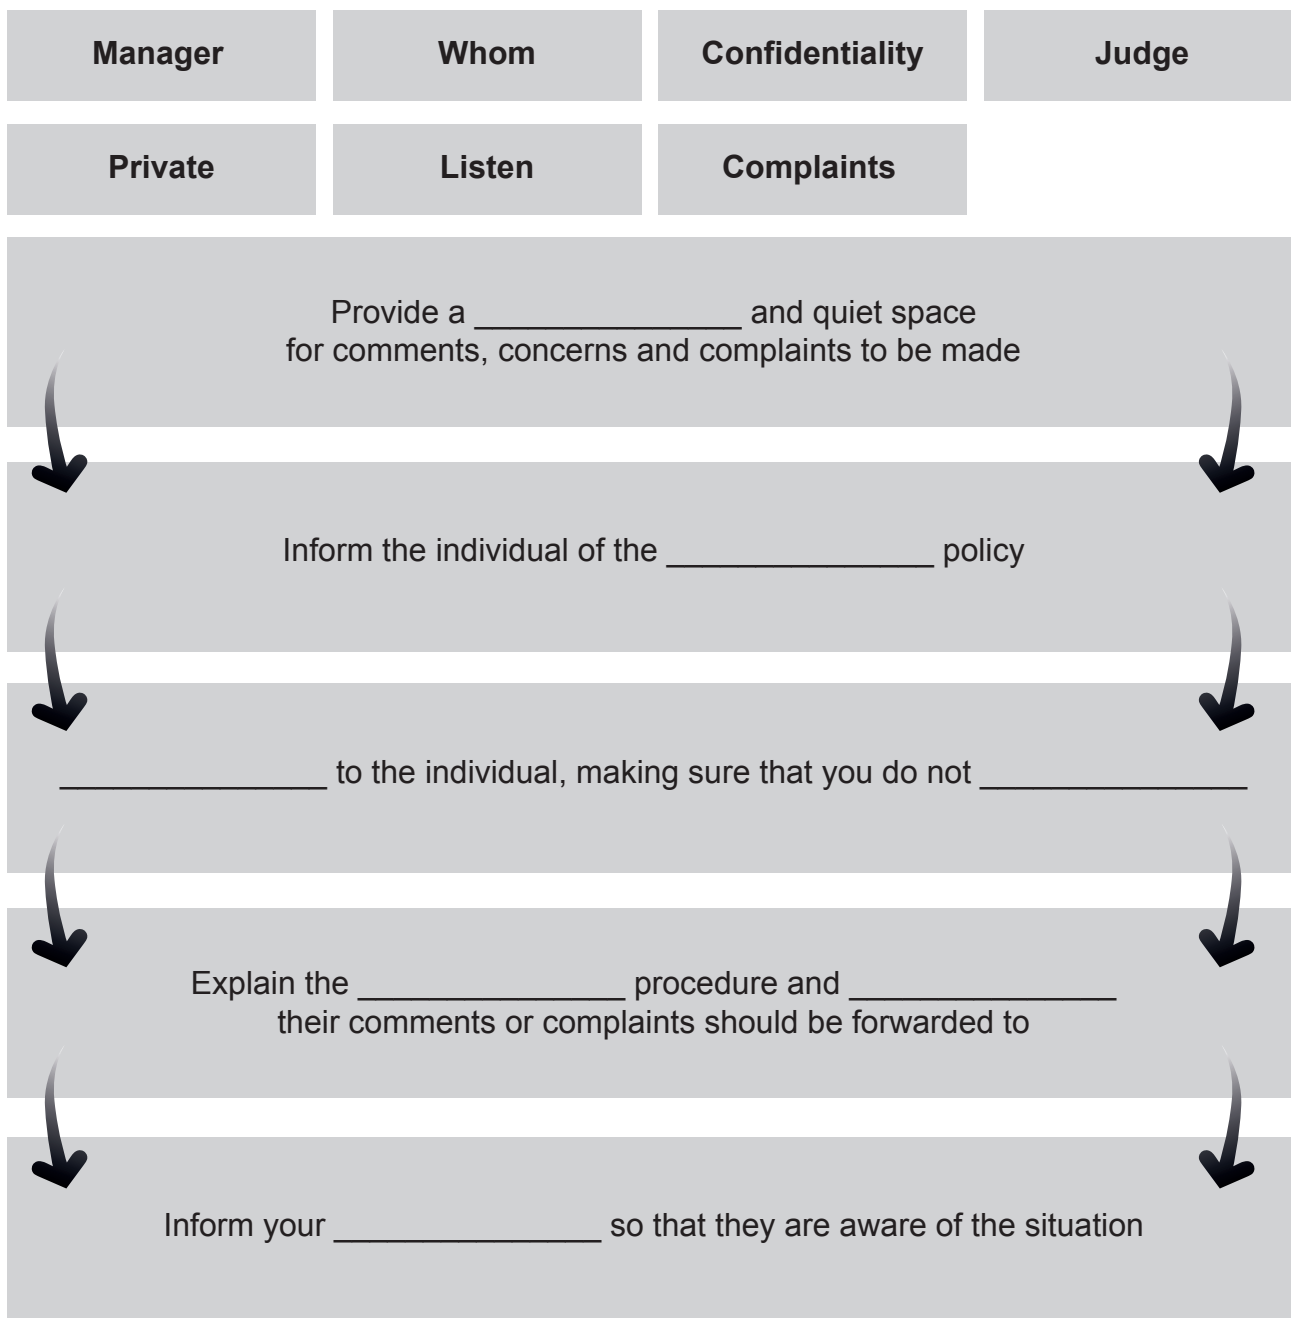 Manager Whom Confidentiality Judge
Private Listen Complaints
Provide a _______________ and quiet space
for comments, concerns and complaints to be made
Inform the individual of the _______________ policy
_______________ to the individual, making sure that you do not _______________
Explain the _______________ procedure and _______________
their comments or complaints should be forwarded to
Inform your _______________ so that they are aware of the situation